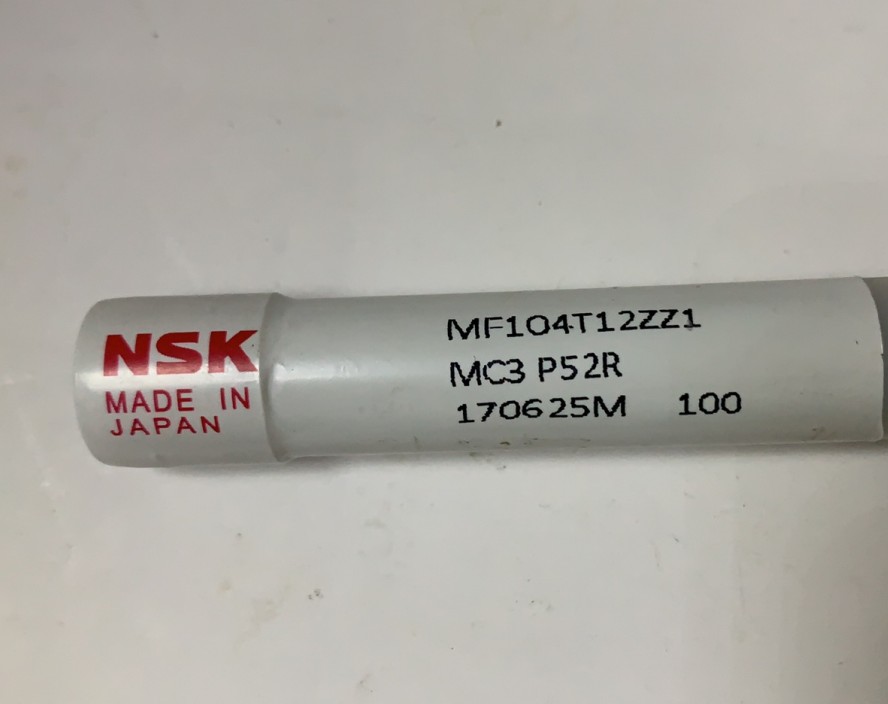 NSK
MADE IN
JAPAN
MF104T12ZZ1
MC3 P52R
170625M 100